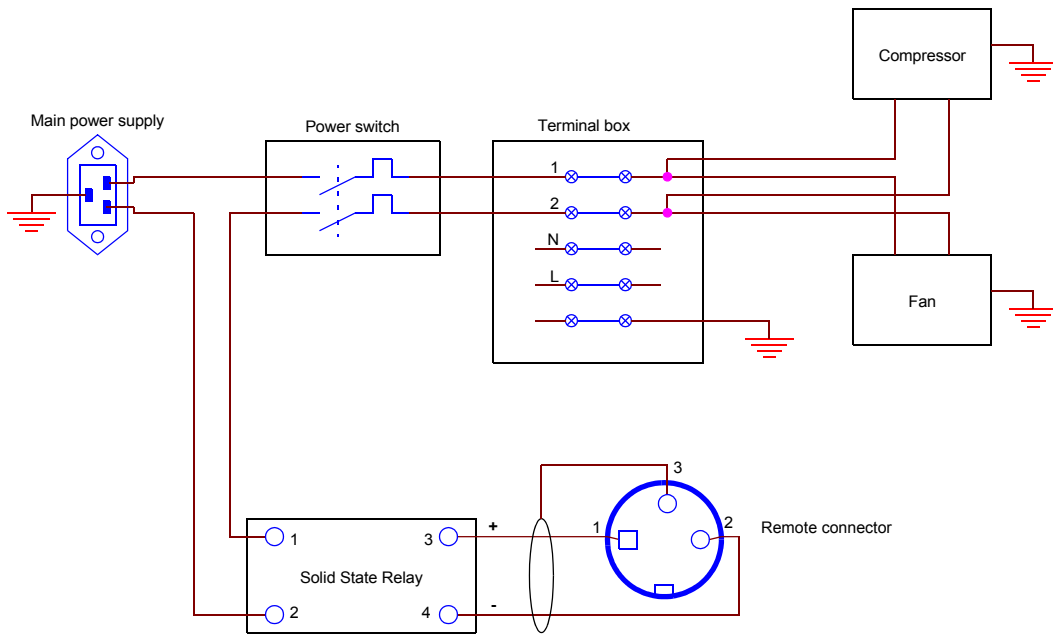 Compressor
Main power supply
Power switch
Terminal box
1
2
N
L
Fan
3
1
2
Remote connector
+
1
3
Solid State Relay
2
4
-